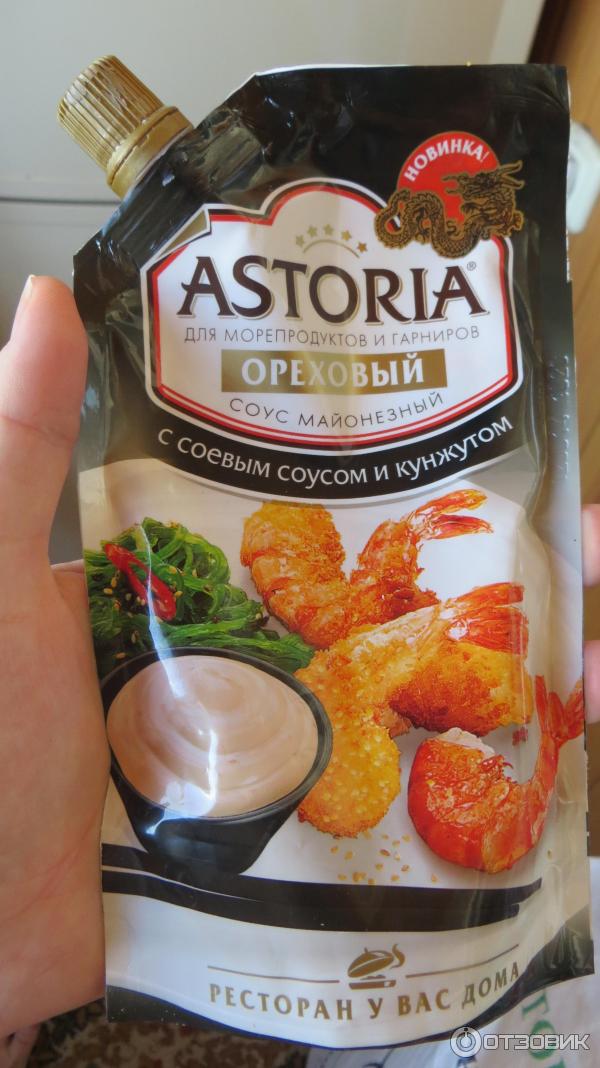 НОВИНКА!
ASTORIA®
ДЛЯ МОРЕПРОДУКТОВ И ГАРНИРОВ
ОРЕХОВЫЙ
СОУС МАЙОНЕЗНЫЙ
С СОЕВЫМ СОУСОМ И КУНЖУТОМ
РЕСТОРАН У ВАС ДОМА
ОТЗОВИК